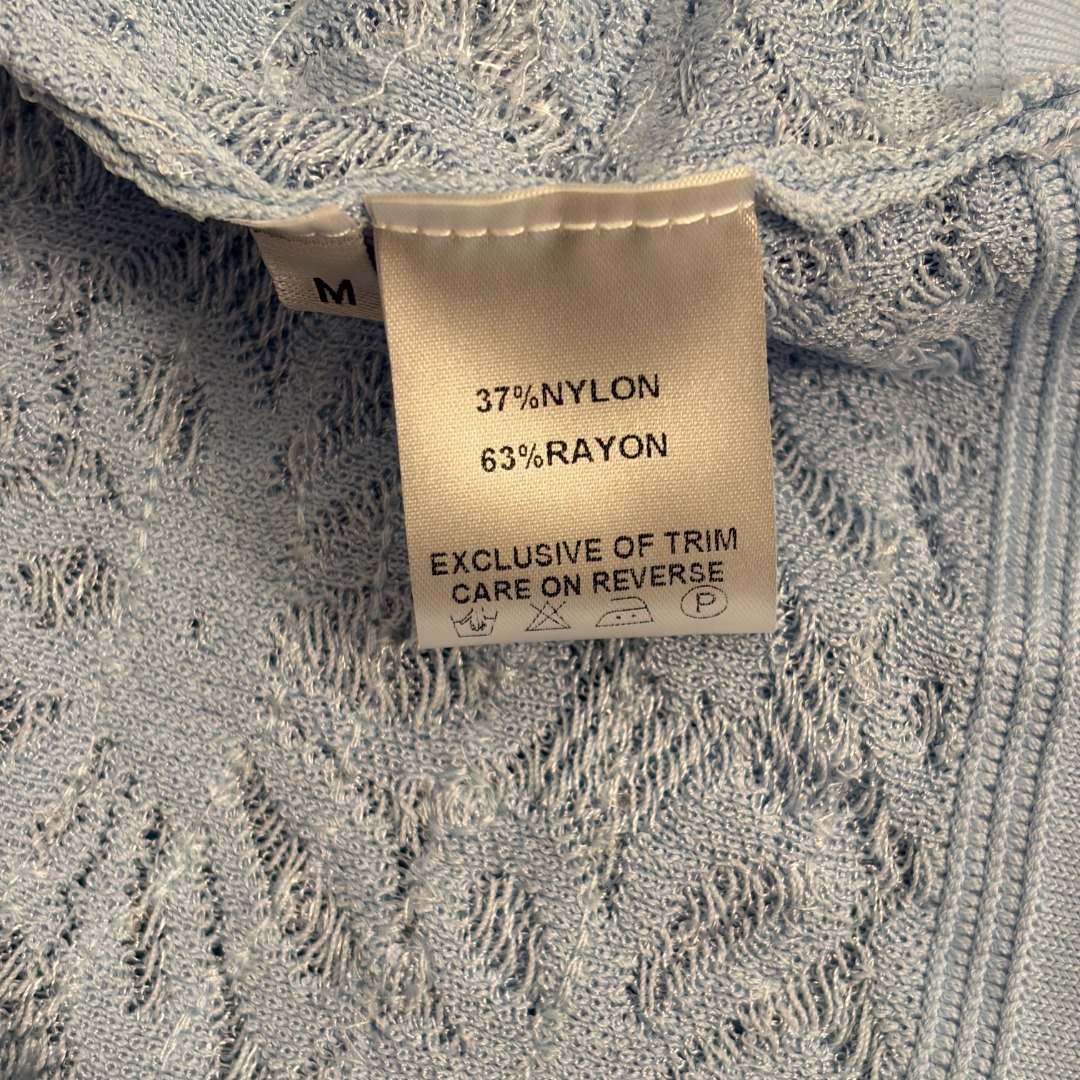 M
37%NYLON
63%RAYON
EXCLUSIVE OF TRIM
CARE ON REVERSE
P